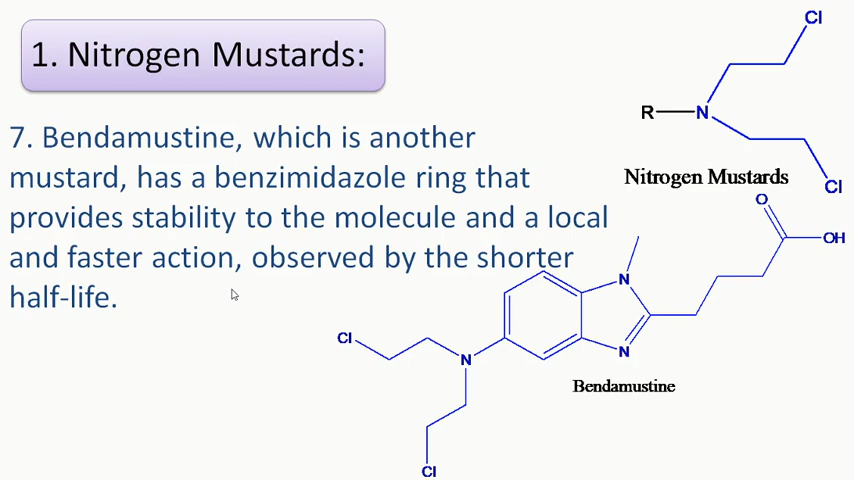 1. Nitrogen Mustards:
7. Bendamustine, which is another
mustard, has a benzimidazole ring that
provides stability to the molecule and a local
and faster action, observed by the shorter
half-life.
Cl
R
N
Cl
Nitrogen Mustards
O
OH
N
N
Cl
N
Cl
Bendamustine